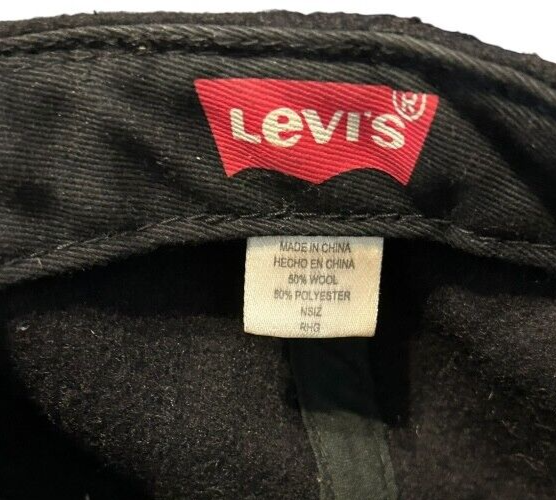 Levi's®
MADE IN CHINA
HECHO EN CHINA
50% WOOL
50% POLYESTER
NSIZ
RHG